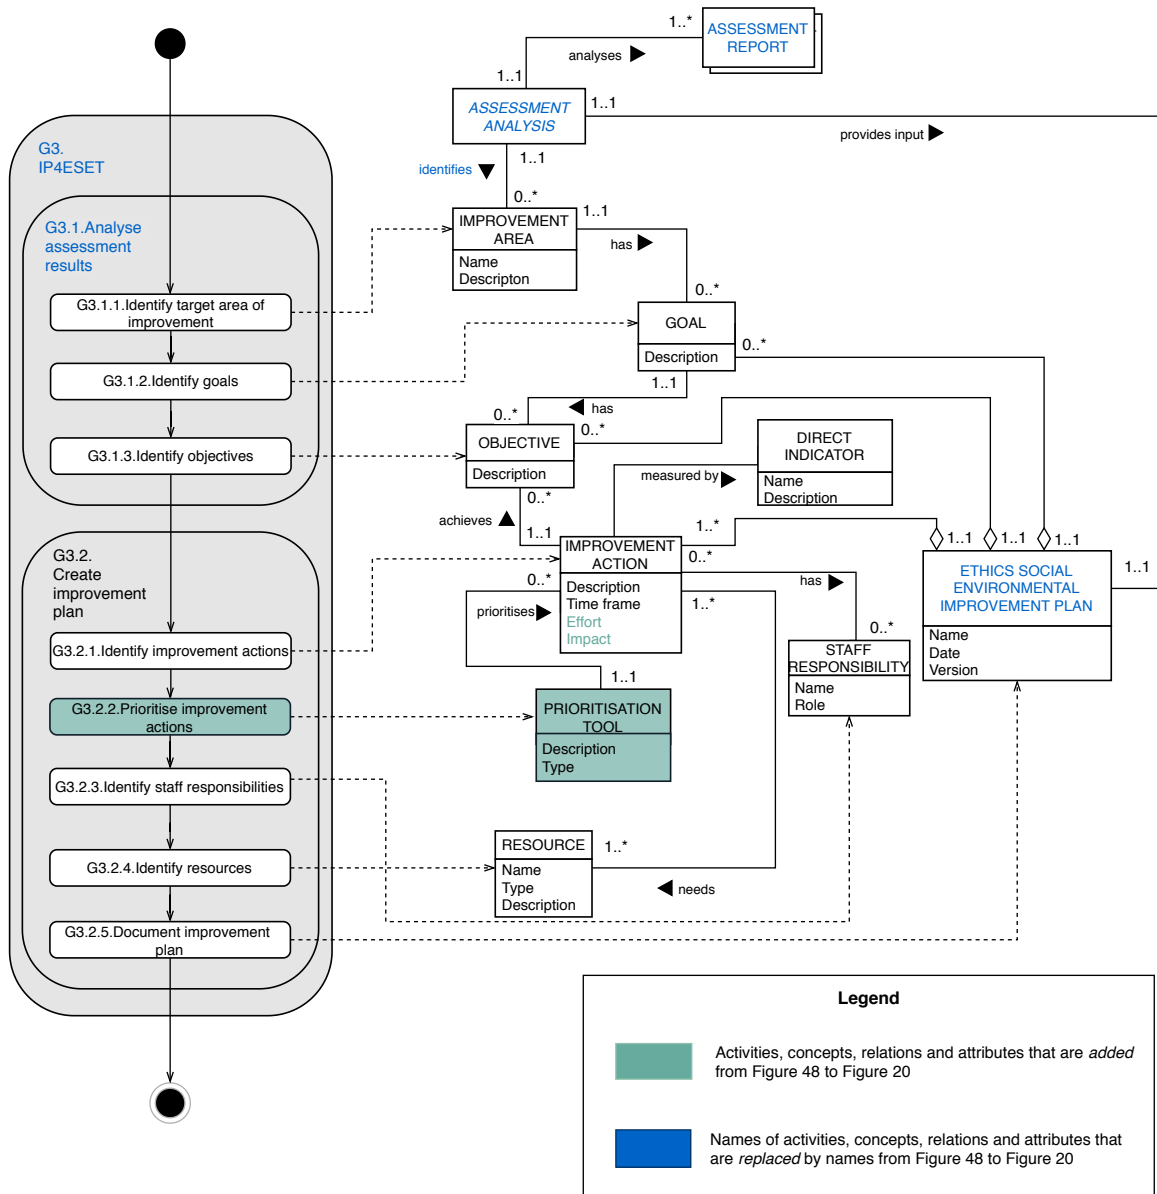 G3.
IP4ESET
G3.1.Analyse
assessment
results
G3.1.1.Identify target area of
improvement
G3.1.2.Identify goals
G3.1.3.Identify objectives
G3.2.
Create
improvement
plan
G3.2.1.Identify improvement actions
G3.2.2.Prioritise improvement
actions
G3.2.3.Identify staff responsibilities
G3.2.4.Identify resources
G3.2.5.Document improvement
plan
1..*
ASSESSMENT
REPORT
analyses
1..1
ASSESSMENT
ANALYSIS
1..1
provides input
1..1
identifies
0..*
IMPROVEMENT
AREA
Name
Descripton
1..1
has
0..*
GOAL
Description
0..*
1..1
has
0..*
OBJECTIVE
Description
0..*
DIRECT
INDICATOR
Name
Description
measured by
0..*
achieves
1..1
IMPROVEMENT
ACTION
Description
Time frame
Effort
Impact
1..*
0..*
1..*
0..*
prioritises
1..1
has
0..*
STAFF
RESPONSIBILITY
Name
Role
1..1
1..1
1..1
ETHICS SOCIAL
ENVIRONMENTAL
IMPROVEMENT PLAN
Name
Date
Version
1..1
PRIORITISATION
TOOL
Description
Type
RESOURCE
Name
Type
Description
1..*
needs
Legend
Activities, concepts, relations and attributes that are added
from Figure 48 to Figure 20
Names of activities, concepts, relations and attributes that
are replaced by names from Figure 48 to Figure 20